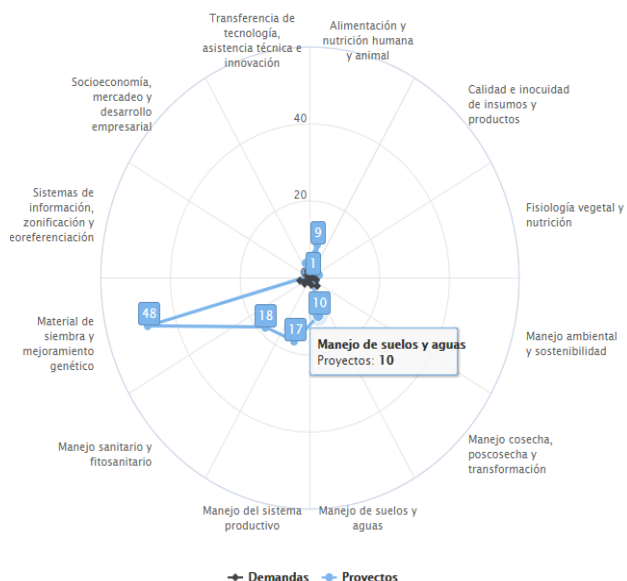 Transferencia de
tecnología,
asistencia técnica e
innovación
Alimentación y
nutrición humana
y animal
Socioeconomía,
mercadeo y
desarrollo
empresarial
Calidad e inocuidad
de insumos y
productos
40
20
Sistemas de
información,
zonificación y
eoreferenciación
Fisiología vegetal y
nutrición
9
1
48
18
17
10
Manejo de suelos y aguas
Proyectos: 10
Material de
siembra y
mejoramiento
genético
Manejo ambiental
y sostenibilidad
Manejo sanitario y
fitosanitario
Manejo cosecha,
poscosecha y
transformación
Manejo del sistema
productivo
Manejo de suelos y
aguas
Demandas
Proyectos